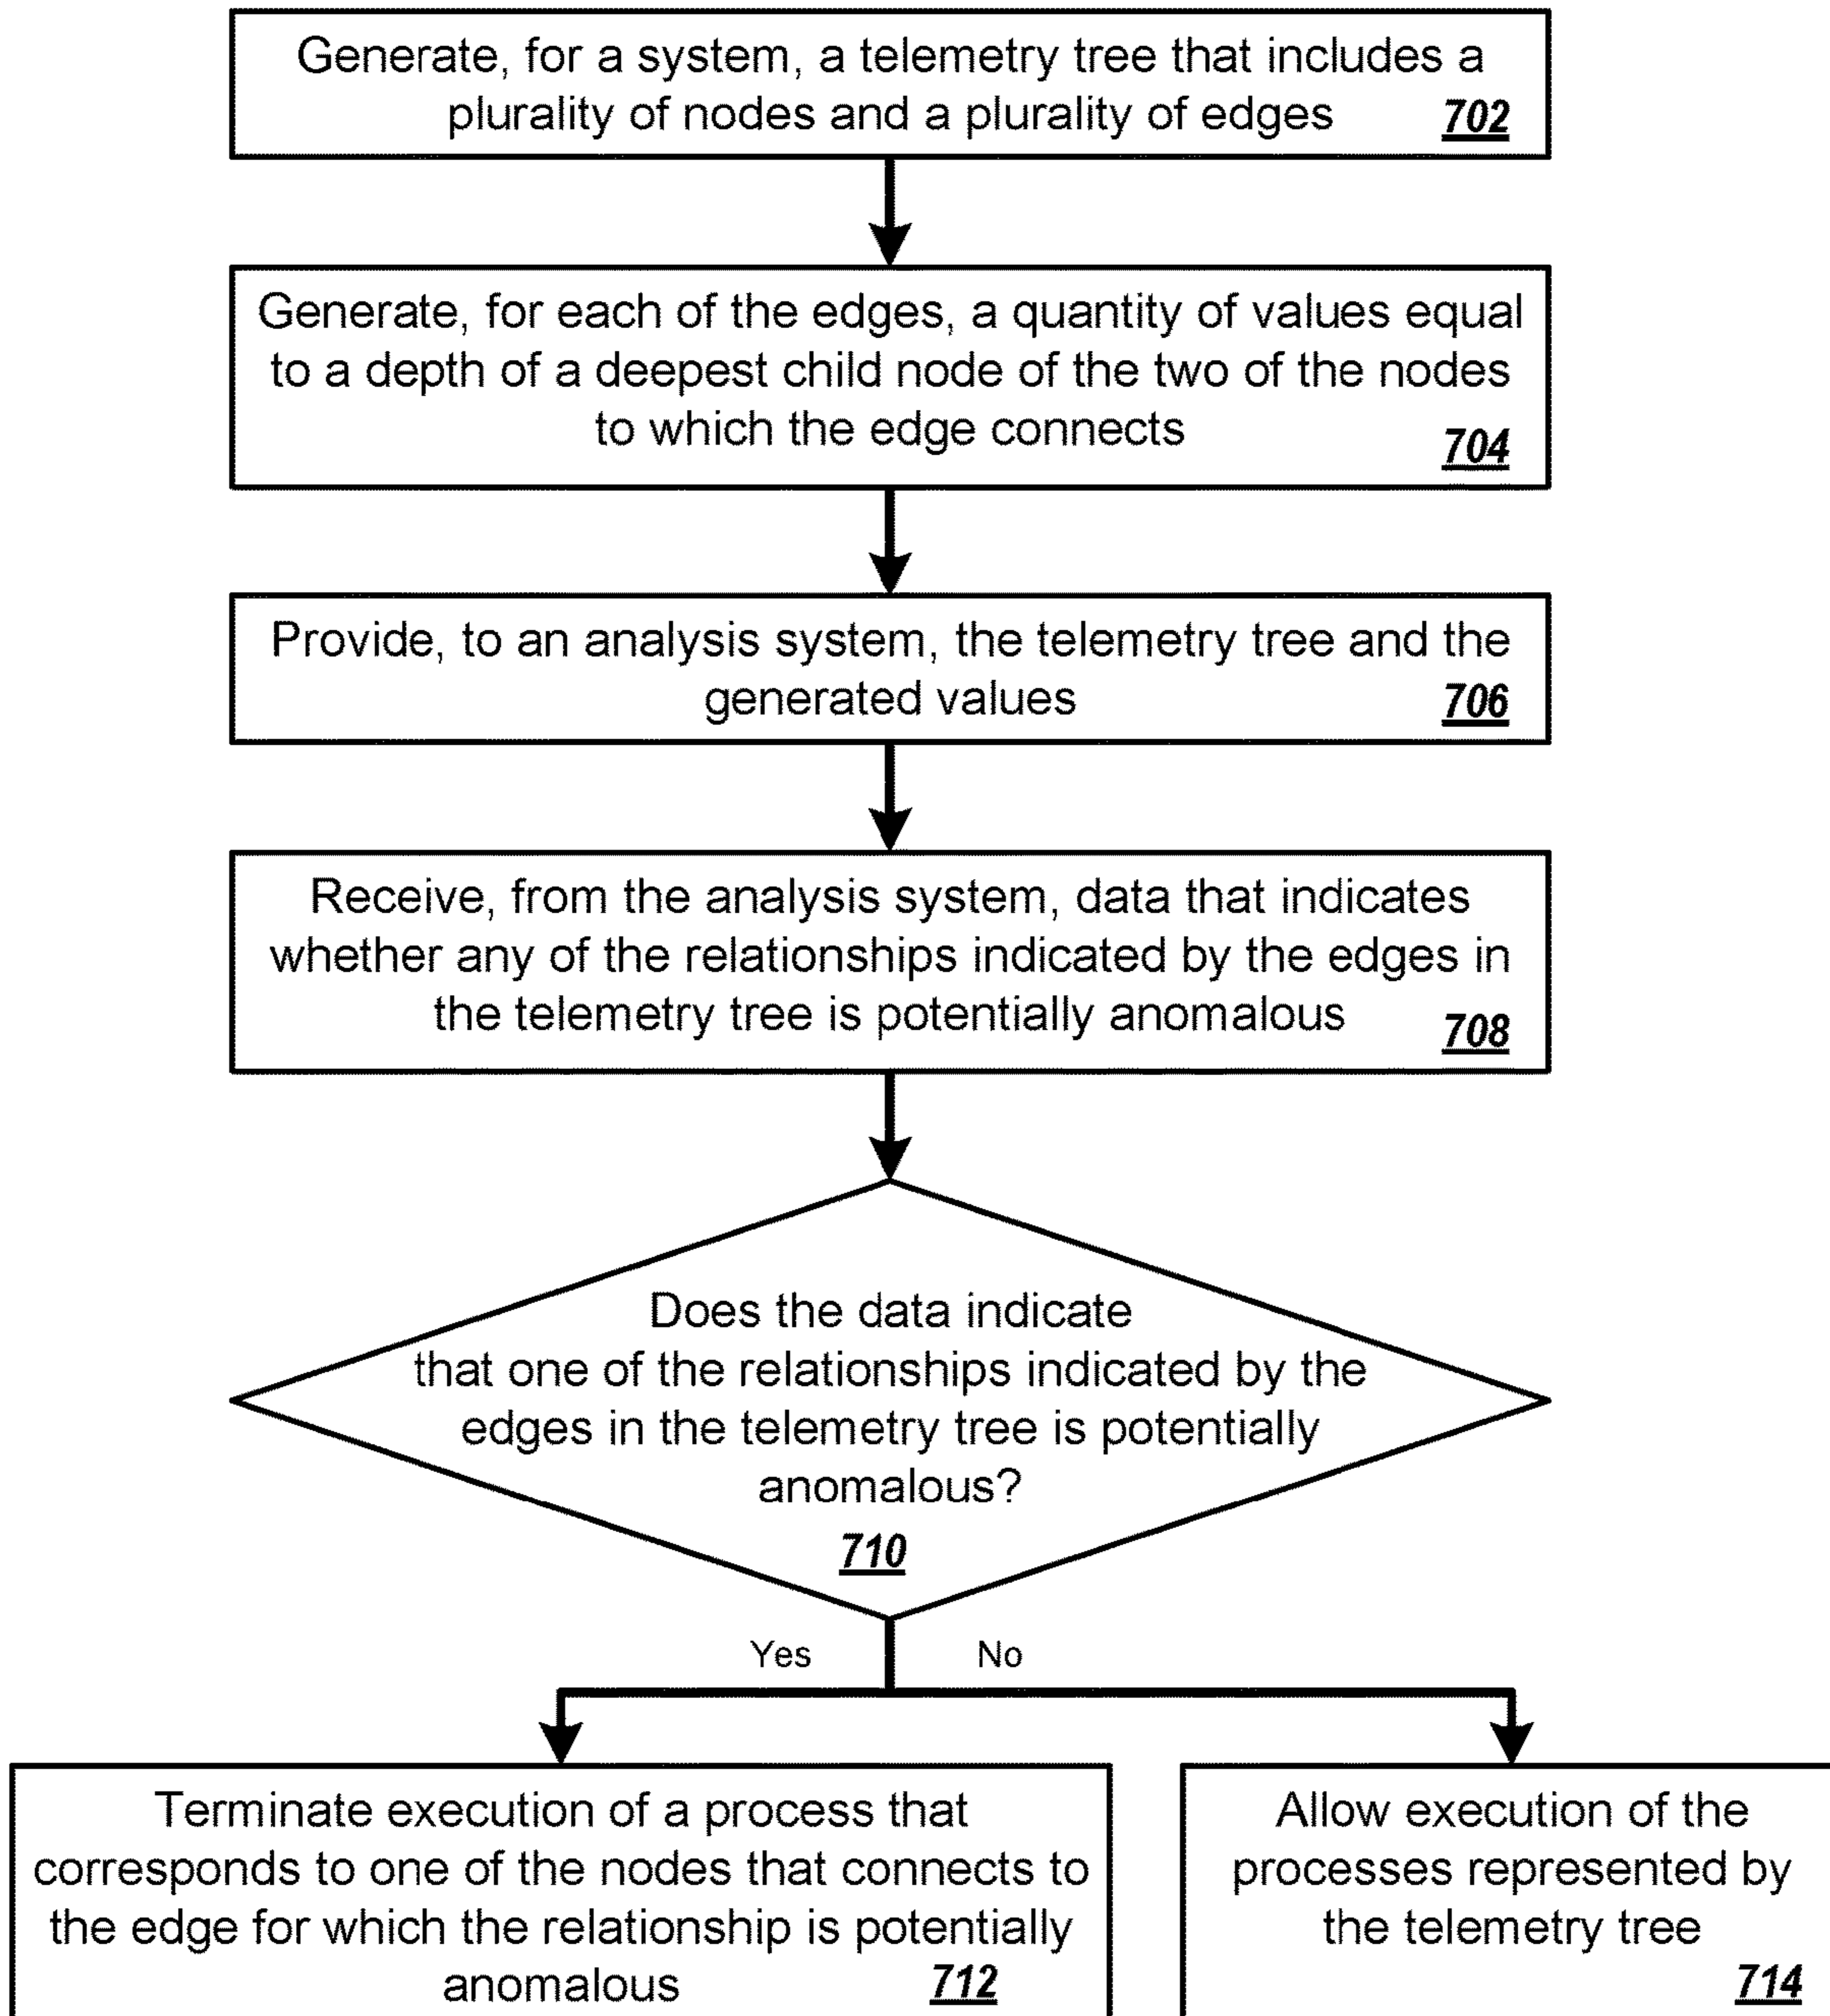 Generate, for a system, a telemetry tree that includes a
plurality of nodes and a plurality of edges 702
Generate, for each of the edges, a quantity of values equal
to a depth of a deepest child node of the two of the nodes
to which the edge connects 704
Provide, to an analysis system, the telemetry tree and the
generated values 706
Receive, from the analysis system, data that indicates
whether any of the relationships indicated by the edges in
the telemetry tree is potentially anomalous 708
Does the data indicate
that one of the relationships indicated by the
edges in the telemetry tree is potentially
anomalous?
710
Yes No
Terminate execution of a process that
corresponds to one of the nodes that connects to
the edge for which the relationship is potentially
anomalous 712
Allow execution of the
processes represented by
the telemetry tree
714